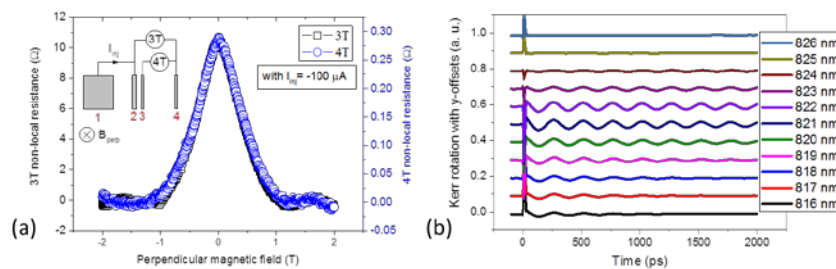 (a)
3T non-local resistance (Ω)
12
10
8
6
4
2
0
-2
-2
-1
0
1
2
Perpendicular magnetic field (T)
I_inj
3T
4T
1
2 3
4
B_perp
3T
4T
with I_inj= -100 μA
0.30
0.25
0.20
0.15
0.10
0.05
0.00
-0.05
4T non-local resistance (Ω)
(b)
Kerr rotation with y-offsets (a. u.)
1.0
0.8
0.6
0.4
0.2
0.0
0
500
1000
1500
2000
Time (ps)
826 nm
825 nm
824 nm
823 nm
822 nm
821 nm
820 nm
819 nm
818 nm
817 nm
816 nm